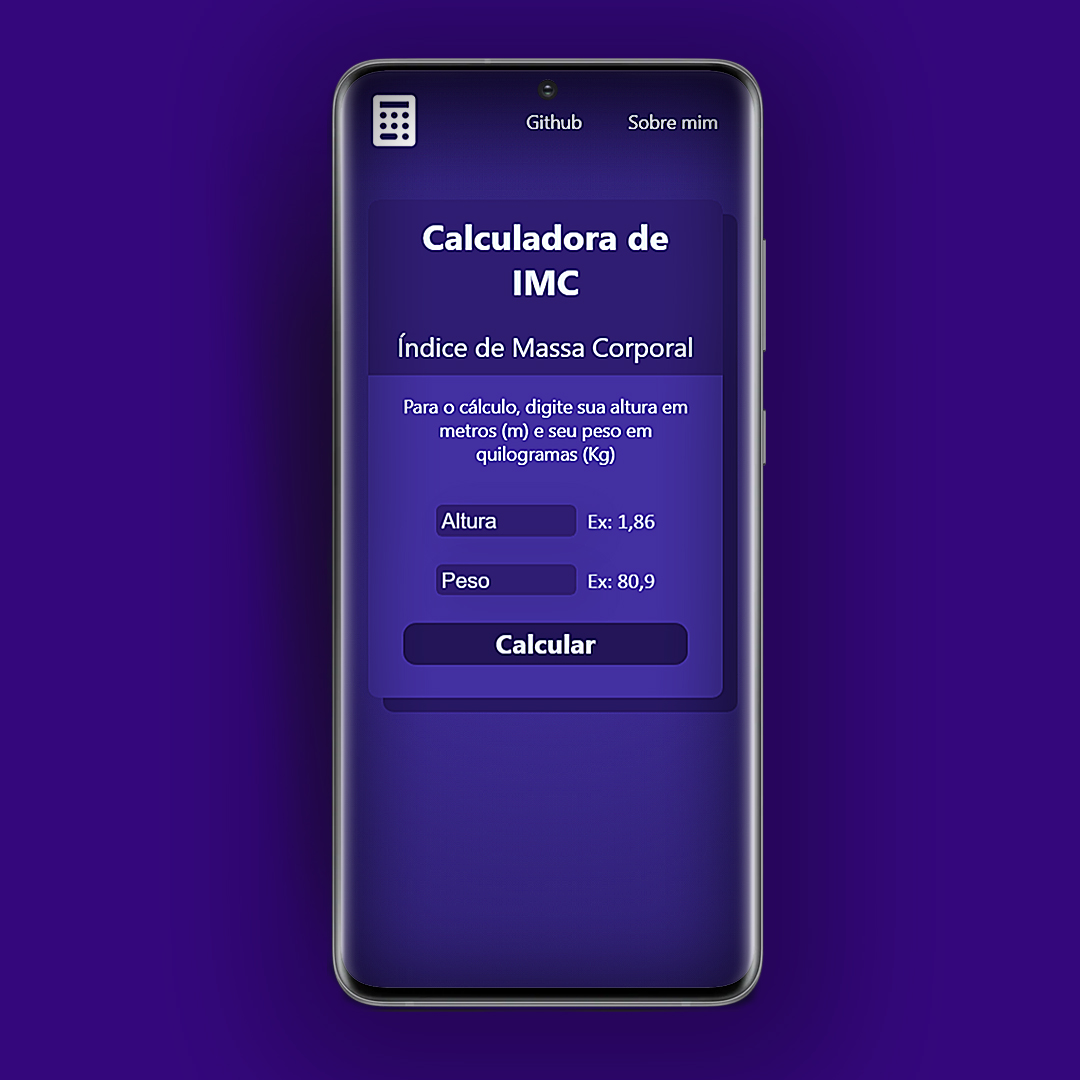 Github Sobre mim
Calculadora de
IMC
Índice de Massa Corporal
Para o cálculo, digite sua altura em
metros (m) e seu peso em
quilogramas (Kg)
Altura Ex: 1,86
Peso Ex: 80,9
Calcular